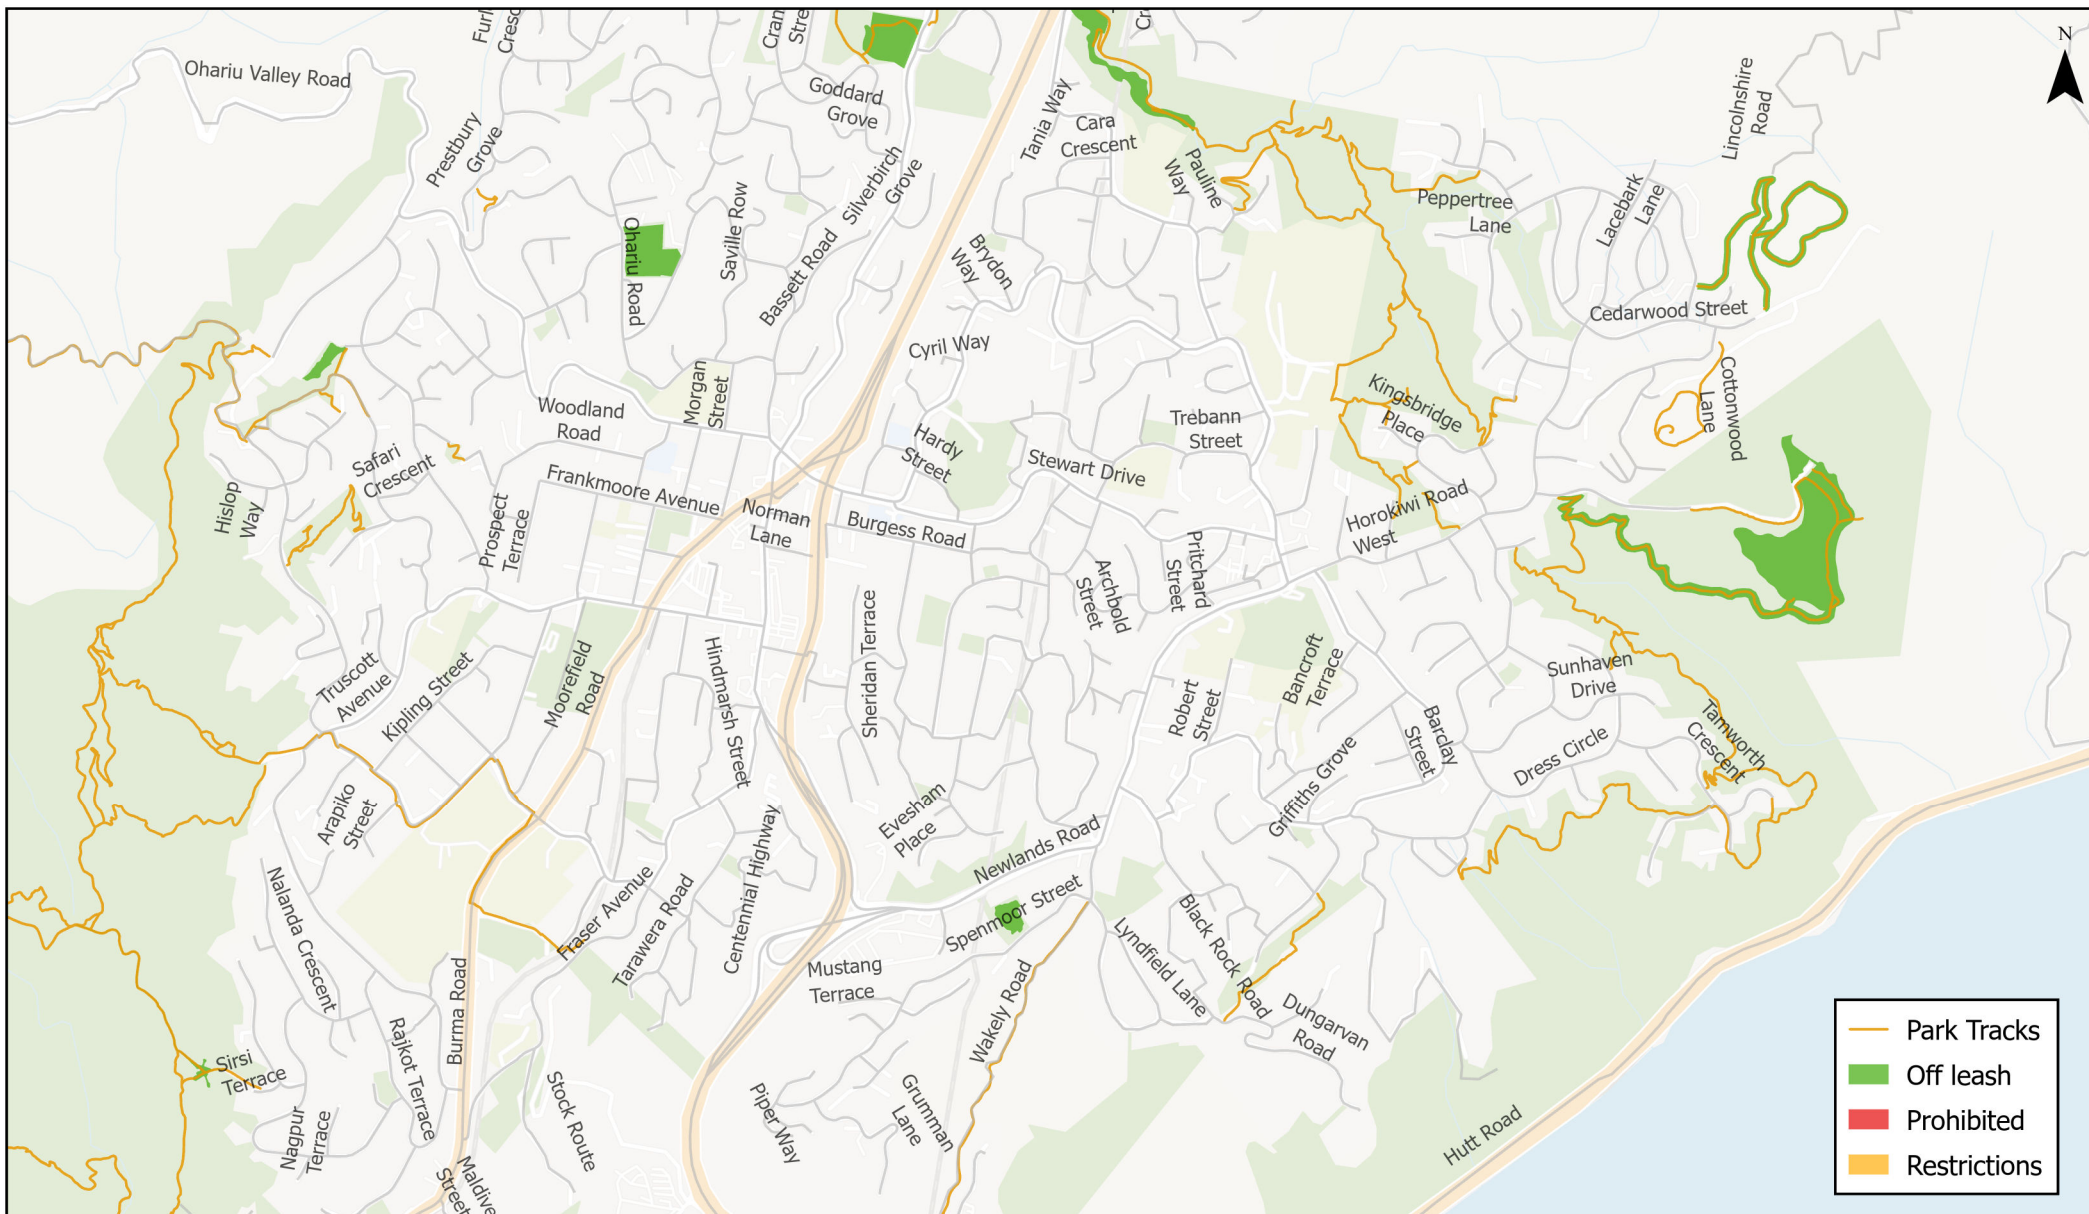 Furl
Cresc
Cran
Stre
Cr
N
Ohariu Valley Road
Goddard
Grove
Tania Way
Cara
Crescent
Lincolnshire
Road
Prestbury
Grove
Silverbirch
Grove
Pauline
Way
Peppertree
Lane
Lacebark
Lane
Ohariu Road
Saville Row
Bassett Road
Brydon
Way
Cedarwood Street
Cyril Way
Morgan
Street
Woodland
Road
Kingsbridge
Place
Cottonwood
Lane
Trebann
Street
Hardy
Street
Safari
Crescent
Stewart Drive
Frankmoore Avenue
Hislop
Way
Prospect
Terrace
Norman
Lane
Burgess Road
Horokiwi Road
West
Pritchard
Street
Archbold
Street
Sheridan Terrace
Hindmarsh Street
Moorefield
Road
Truscott
Avenue
Kipling Street
Bancroft
Terrace
Robert
Street
Sunhaven
Drive
Barclay
Street
Dress Circle
Tamworth
Crescent
Griffiths Grove
Arapiko
Street
Evesham
Place
Newlands Road
Centennial Highway
Nalanda Crescent
Fraser Avenue
Tarawera Road
Spenmoor Street
Black Rock Road
Lyndfield Lane
Mustang
Terrace
Wakely Road
Dungarvan
Road
Burma Road
Rajkot Terrace
Sirsi
Terrace
Nagpur
Terrace
Stock Route
Maldive
Street
Piper Way
Grumman
Lane
Hutt Road
Park Tracks
Off leash
Prohibited
Restrictions